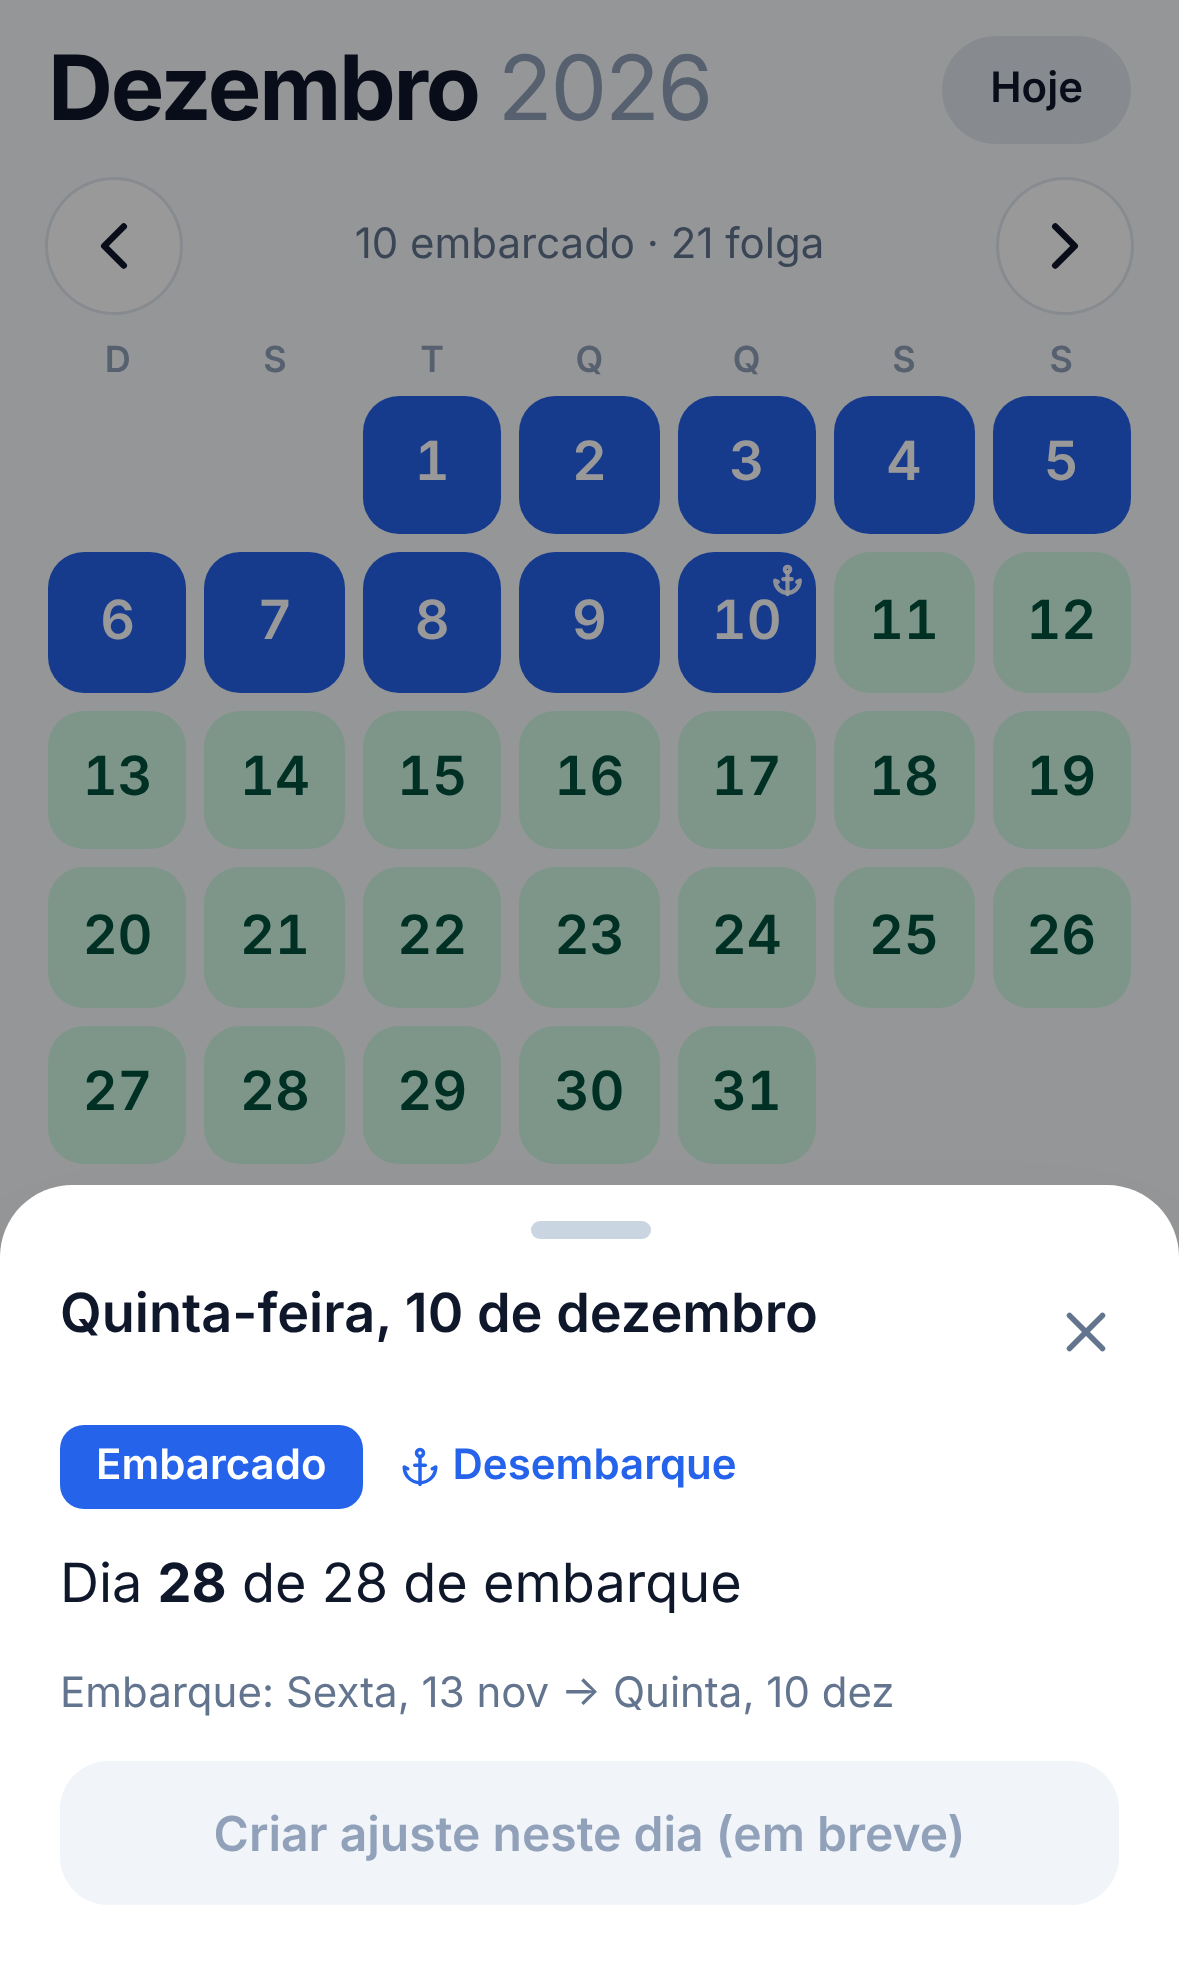 Dezembro 2026
Hoje
10 embarcado · 21 folga
D S T Q Q S S
1 2 3 4 5
6 7 8 9 10 11 12
13 14 15 16 17 18 19
20 21 22 23 24 25 26
27 28 29 30 31
Quinta-feira, 10 de dezembro
Embarcado Desembarque
Dia 28 de 28 de embarque
Embarque: Sexta, 13 nov → Quinta, 10 dez
Criar ajuste neste dia (em breve)